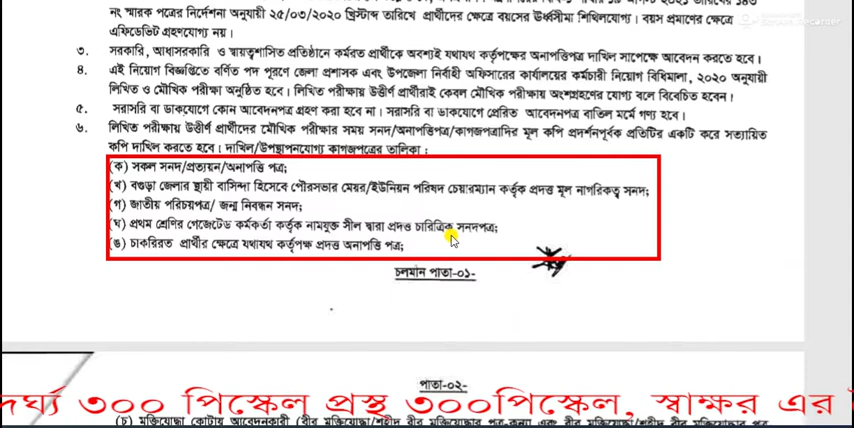 নং স্মারক পত্রের নির্দেশনা অনুযায়ী ২৫/০৩/২০২০ খ্রিস্টাব্দ তারিখে প্রার্থীদের ক্ষেত্রে বয়সের ঊর্ধ্বসীমা শিথিলযোগ্য। বয়স প্রমাণের ক্ষেত্রে
এফিডেভিট গ্রহণযোগ্য নয়।
৩. সরকারি, আধাসরকারি ও স্বায়ত্বশাসিত প্রতিষ্ঠানে কর্মরত প্রার্থীকে অবশ্যই যথাযথ কর্তৃপক্ষের অনাপত্তিপত্র দাখিল সাপেক্ষে আবেদন করতে হবে।
৪. এই নিয়োগ বিজ্ঞপ্তিতে বর্ণিত পদ পূরণে জেলা প্রশাসক এবং উপজেলা নির্বাহী অফিসারের কার্যালয়ের কর্মচারী নিয়োগ বিধিমালা, ২০২০ অনুযায়ী
লিখিত ও মৌখিক পরীক্ষা অনুষ্ঠিত হবে। লিখিত পরীক্ষায় উত্তীর্ণ প্রার্থীরাই কেবল মৌখিক পরীক্ষায় অংশগ্রহণের যোগ্য বলে বিবেচিত হবেন।
৫. সরাসরি বা ডাকযোগে কোন আবেদনপত্র গ্রহণ করা হবে না। সরাসরি বা ডাকযোগে প্রেরিত আবেদনপত্র বাতিল মর্মে গণ্য হবে।
৬. লিখিত পরীক্ষায় উত্তীর্ণ প্রার্থীদের মৌখিক পরীক্ষার সময় সনদ/অনাপত্তিপত্র/কাগজপত্রাদির মূল কপি প্রদর্শনপূর্বক প্রতিটির একটি করে সত্যায়িত
কপি দাখিল করতে হবে। দাখিল/উপস্থাপনযোগ্য কাগজপত্রের তালিকা :
(ক) সকল সনদ/প্রত্যয়ন/অনাপত্তি পত্র;
(খ) বগুড়া জেলার স্থায়ী বাসিন্দা হিসেবে পৌরসভার মেয়র/ইউনিয়ন পরিষদ চেয়ারম্যান কর্তৃক প্রদত্ত মূল নাগরিকত্ব সনদ;
(গ) জাতীয় পরিচয়পত্র/ জন্ম নিবন্ধন সনদ;
(ঘ) প্রথম শ্রেণির গেজেটেড কর্মকর্তা কর্তৃক নামযুক্ত সীল দ্বারা প্রদত্ত চারিত্রিক সনদপত্র;
(ঙ) চাকরিরত প্রার্থীর ক্ষেত্রে যথাযথ কর্তৃপক্ষ প্রদত্ত অনাপত্তি পত্র;
চলমান পাতা-০১-
পাতা-০২-
৩০০ পিস্কেল প্রস্থ ৩০০পিস্কেল, স্বাক্ষর এর
(চ) মুক্তিযোদ্ধা কোটায় আবেদনকারী (বীর মুক্তিযোদ্ধা/শহীদ বীর মুক্তিযোদ্ধার পুত্র-কন্যা এবং বীর মুক্তিযোদ্ধা/শহীদ বীর মুক্তিযোদ্ধার